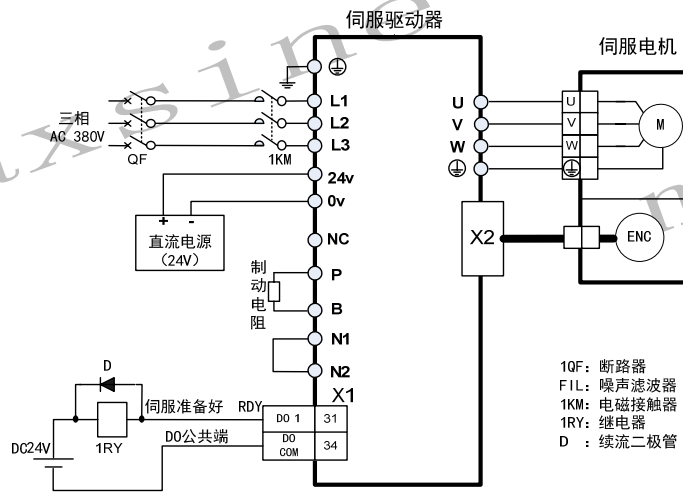 伺服驱动器
伺服电机
三相
AC 380V
QF
1KM
L1
L2
L3
24v
0v
+ -
直流电源
(24V)
NC
制动电阻
P
B
N1
N2
U
V
W
U
V
W
M
X2
ENC
X1
D
1RY
伺服准备好
RDY
DO 1
31
DO公共端
DO
COM
34
DC24V
1QF: 断路器
FIL: 噪声滤波器
1KM: 电磁接触器
1RY: 继电器
D : 续流二极管